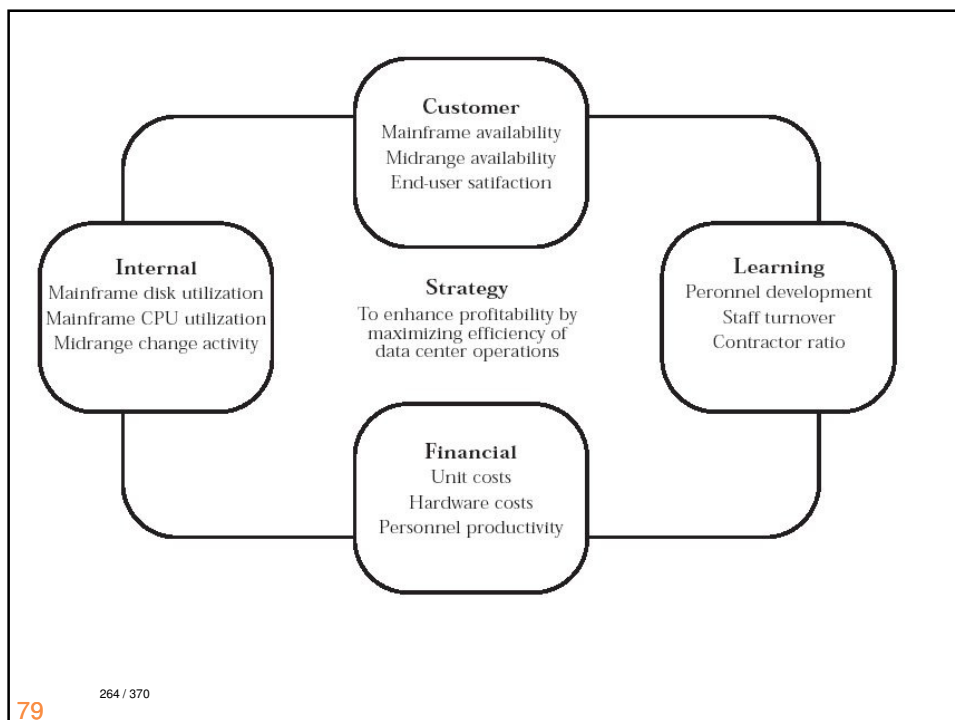 Customer
Mainframe availability
Midrange availability
End-user satifaction
Internal
Mainframe disk utilization
Mainframe CPU utilization
Midrange change activity
Strategy
To enhance profitability by
maximizing efficiency of
data center operations
Learning
Peronnel development
Staff turnover
Contractor ratio
Financial
Unit costs
Hardware costs
Personnel productivity
264 / 370
79